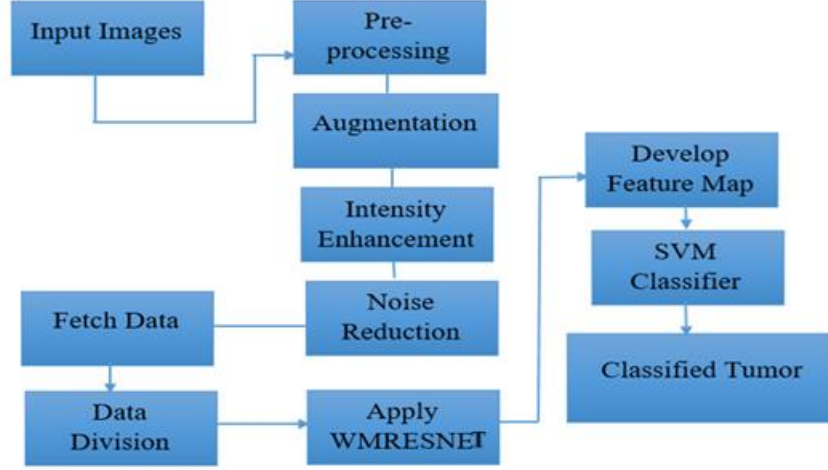 Input Images
Pre-
processing
Augmentation
Intensity
Enhancement
Noise
Reduction
Fetch Data
Data
Division
Apply
WMRESNET
Develop
Feature Map
SVM
Classifier
Classified Tumor